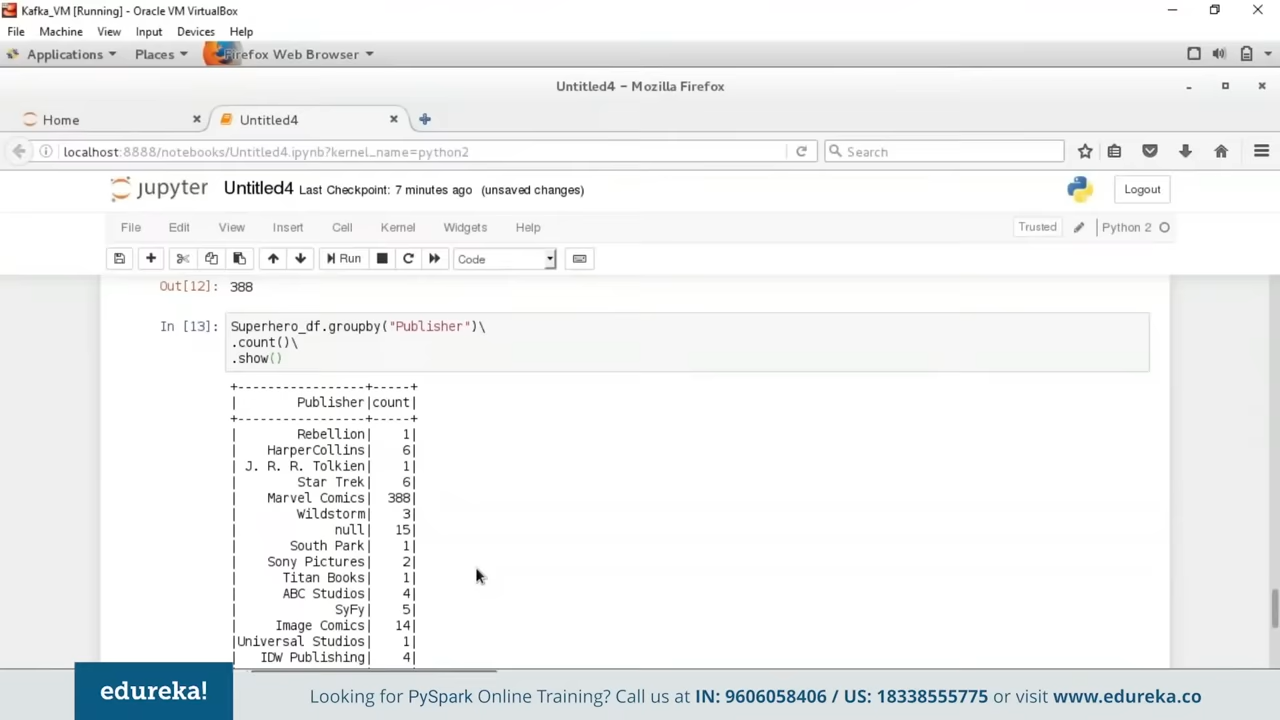 Kafka_VM [Running] - Oracle VM VirtualBox
File Machine View Input Devices Help
Applications Places Firefox Web Browser
Untitled4 – Mozilla Firefox
Home Untitled4
localhost:8888/notebooks/Untitled4.ipynb?kernel_name=python2 Search
jupyter Untitled4 Last Checkpoint: 7 minutes ago (unsaved changes) Logout
File Edit View Insert Cell Kernel Widgets Help Trusted Python 2
Run Code
Out[12]: 388
In [13]: Superhero_df.groupby("Publisher")\
.count()\
.show()
+----------------+-----+
| Publisher|count|
+----------------+-----+
| Rebellion| 1|
| HarperCollins| 6|
| J. R. R. Tolkien| 1|
| Star Trek| 6|
| Marvel Comics| 388|
| Wildstorm| 3|
| null| 15|
| South Park| 1|
| Sony Pictures| 2|
| Titan Books| 1|
| ABC Studios| 4|
| SyFy| 5|
| Image Comics| 14|
|Universal Studios| 1|
| IDW Publishing| 4|
edureka! Looking for PySpark Online Training? Call us at IN: 9606058406 / US: 18338555775 or visit www.edureka.co